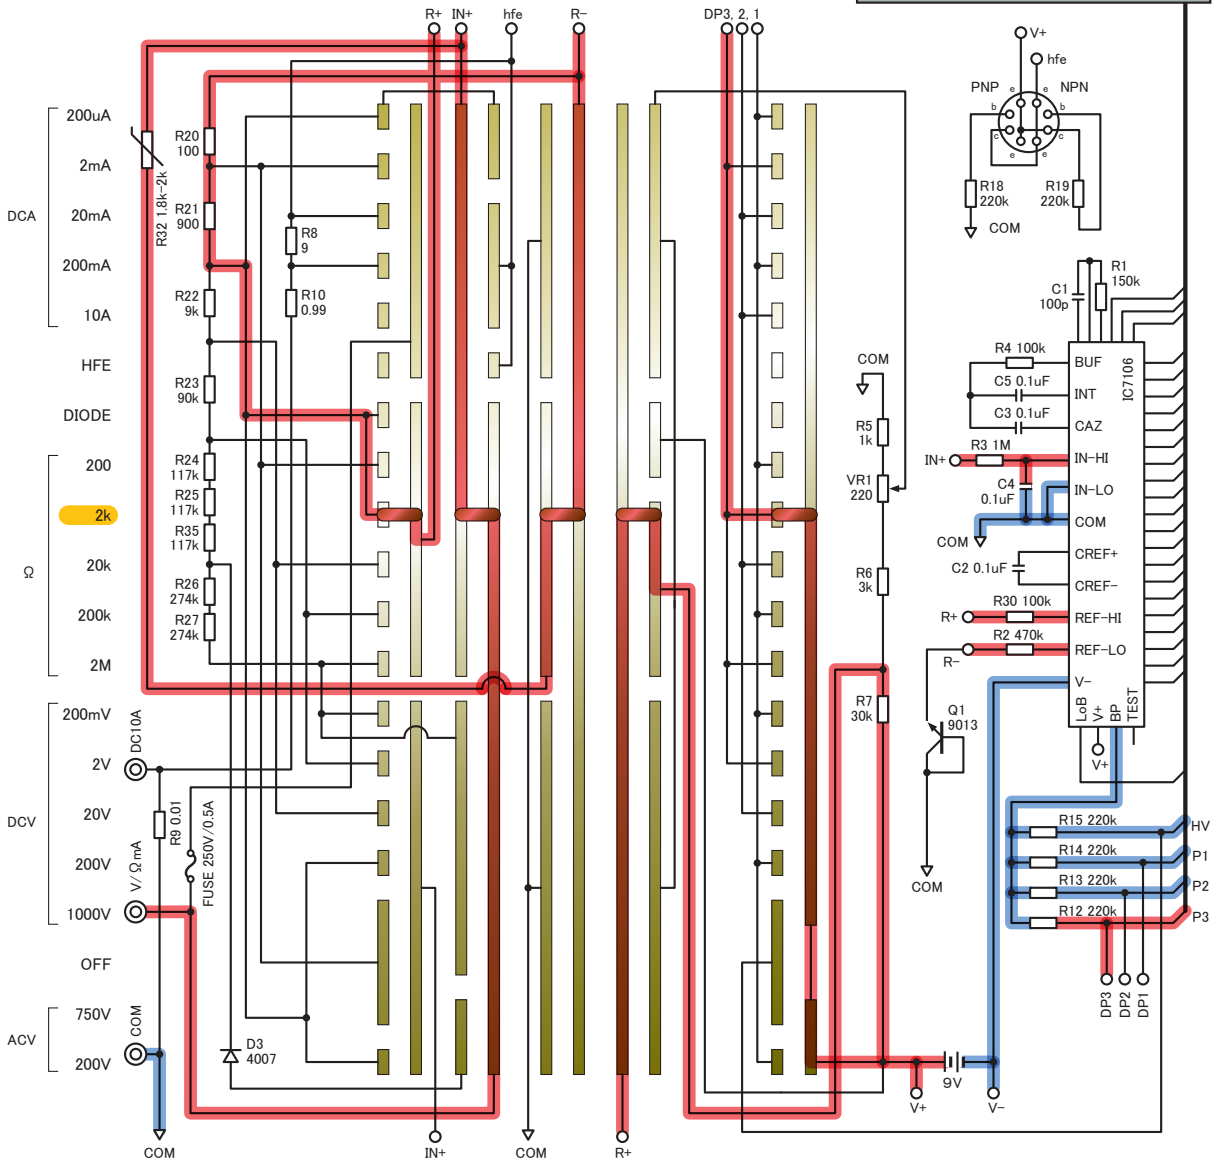 R+ IN+ hfe R- DP3, 2, 1
V+
hfe
PNP NPN
e e
b b
c c
e e
R18 220k
R19 220k
COM
200uA
2mA
DCA 20mA
200mA
10A
HFE
DIODE
200
2k
Ω 20k
200k
2M
200mV
2V
DCV 20V
200V
1000V
OFF
ACV 750V
200V
R32 1.8k-2k
R20 100
R21 900
R22 9k
R23 90k
R24 117k
R25 117k
R35 117k
R26 274k
R27 274k
R8 9
R10 0.99
DC10A
R9 0.01
FUSE 250V/0.5A
V/ΩmA
COM
D3 4007
COM
IN+
COM
R+
COM
R5 1k
VR1 220
R6 3k
R7 30k
C1 100p
R1 150k
R4 100k
C5 0.1uF
C3 0.1uF
IN+ R3 1M
C4 0.1uF
COM
C2 0.1uF
R+ R30 100k
R- R2 470k
IC7106
BUF
INT
CAZ
IN-HI
IN-LO
COM
CREF+
CREF-
REF-HI
REF-LO
V-
LoB V+ BP TEST
V+
Q1 9013
COM
R15 220k HV
R14 220k P1
R13 220k P2
R12 220k P3
DP3 DP2 DP1
9V
V+ V-